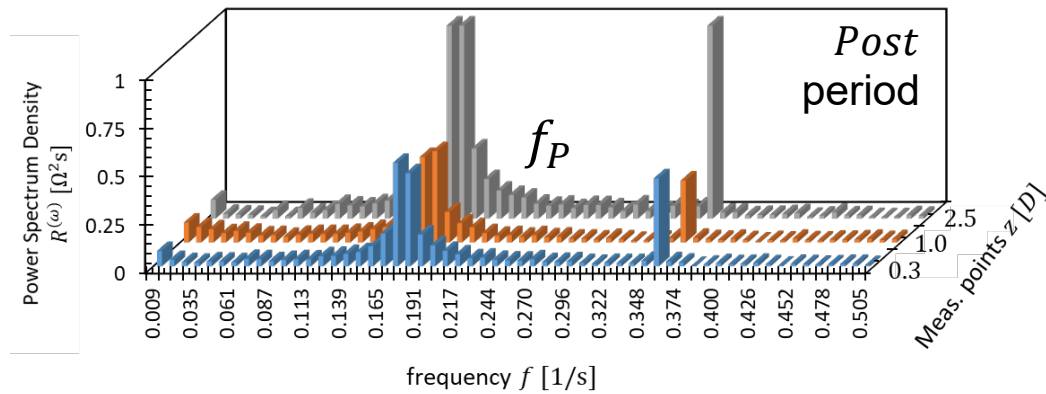 Post
period
f_P
Power Spectrum Density
R^(ω) [Ω²s]
1
0.75
0.5
0.25
0
0.009 0.035 0.061 0.087 0.113 0.139 0.165 0.191 0.217 0.244 0.270 0.296 0.322 0.348 0.374 0.400 0.426 0.452 0.478 0.505
frequency f [1/s]
0.3
1.0
2.5
Meas. points z [D]